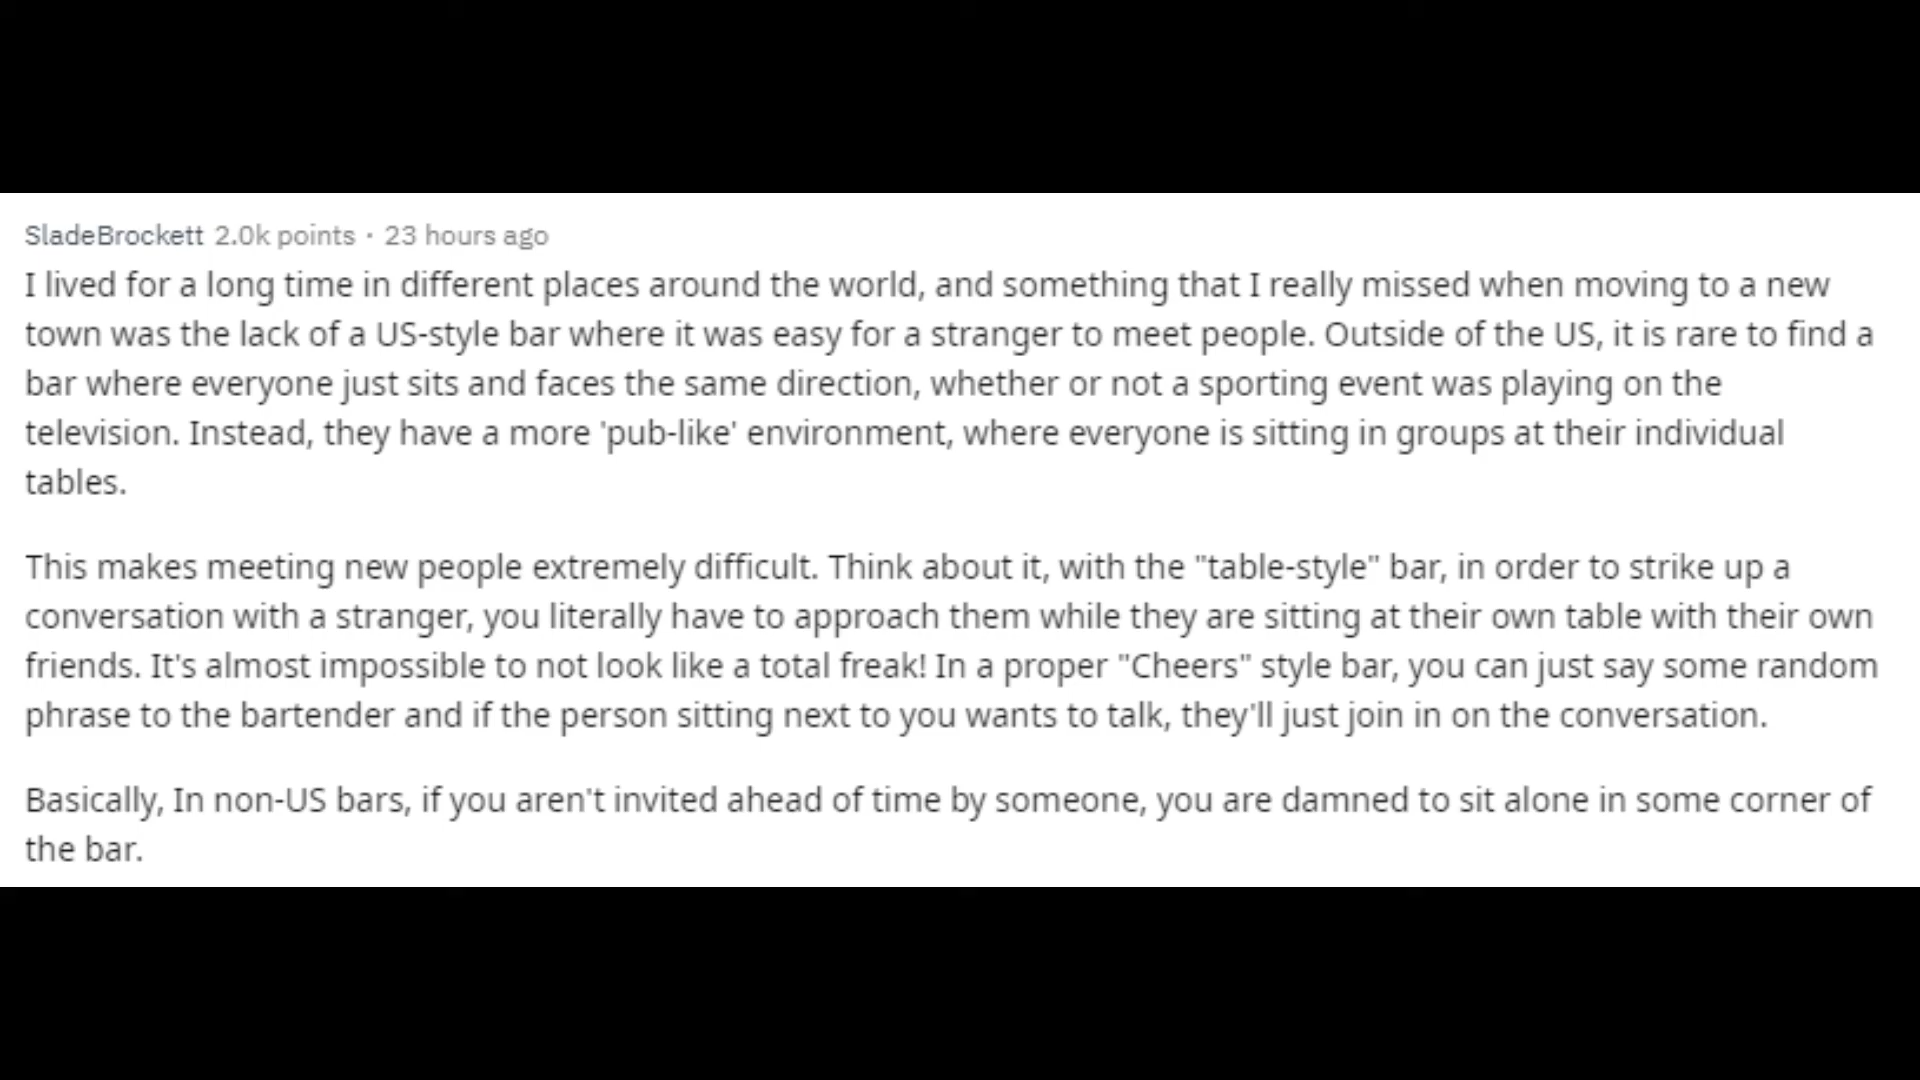 SladeBrockett 2.0k points · 23 hours ago
I lived for a long time in different places around the world, and something that I really missed when moving to a new
town was the lack of a US-style bar where it was easy for a stranger to meet people. Outside of the US, it is rare to find a
bar where everyone just sits and faces the same direction, whether or not a sporting event was playing on the
television. Instead, they have a more 'pub-like' environment, where everyone is sitting in groups at their individual
tables.
This makes meeting new people extremely difficult. Think about it, with the "table-style" bar, in order to strike up a
conversation with a stranger, you literally have to approach them while they are sitting at their own table with their own
friends. It's almost impossible to not look like a total freak! In a proper "Cheers" style bar, you can just say some random
phrase to the bartender and if the person sitting next to you wants to talk, they'll just join in on the conversation.
Basically, In non-US bars, if you aren't invited ahead of time by someone, you are damned to sit alone in some corner of
the bar.